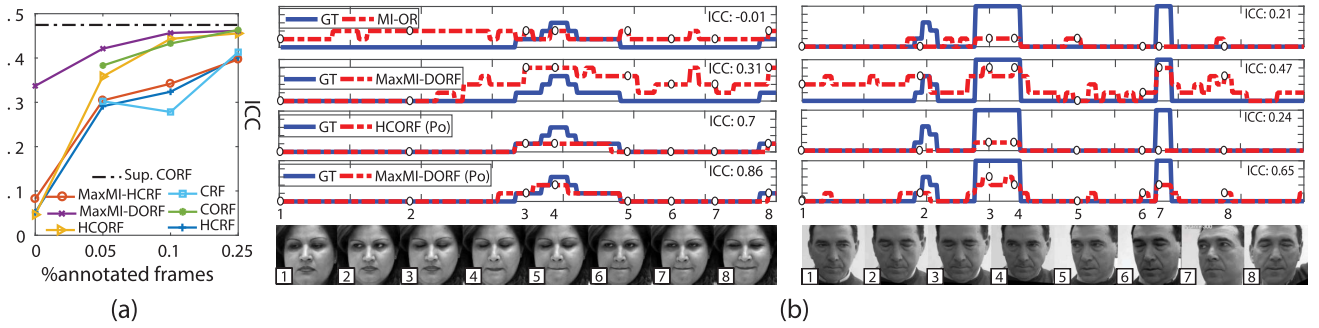 . 5
. 4
. 3
. 2
. 1
0
Sup. CORF
MaxMI-HCRF
CRF
MaxMI-DORF
CORF
HCORF
HCRF
0 0.05 0.1 0.25
%annotated frames
(a)
ICC
GT MI-OR
ICC: -0.01
GT MaxMI-DORF
ICC: 0.31
GT HCORF (Po)
ICC: 0.7
GT MaxMI-DORF (Po)
ICC: 0.86
1 2 3 4 5 6 7 8
1 2 3 4 5 6 7 8
ICC: 0.21
ICC: 0.47
ICC: 0.24
ICC: 0.65
1 2 3 4 5 6 7 8
1 2 3 4 5 6 7 8
(b)